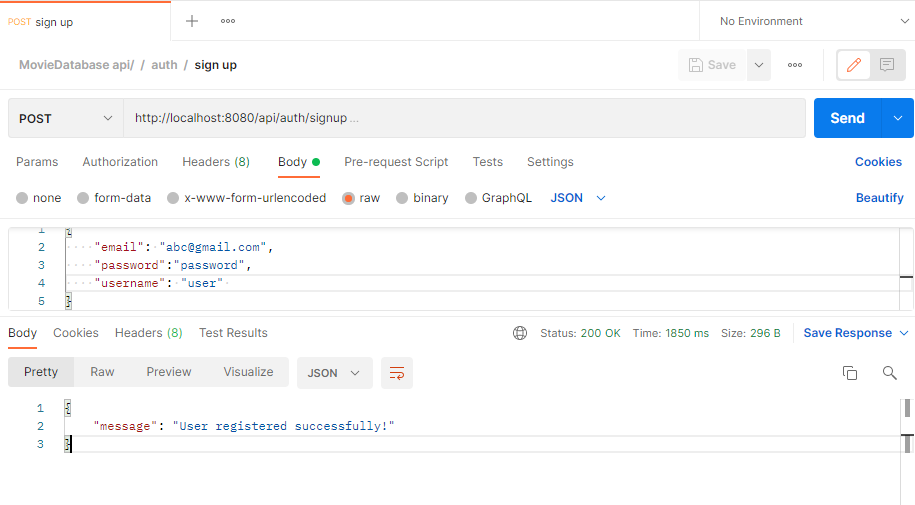 POST sign up
No Environment
MovieDatabase api/ / auth / sign up
Save
POST http://localhost:8080/api/auth/signup ...
Send
Params Authorization Headers (8) Body Pre-request Script Tests Settings Cookies
none form-data x-www-form-urlencoded raw binary GraphQL JSON Beautify
1 {
2 "email": "abc@gmail.com",
3 "password":"password",
4 "username": "user"
5 }
Body Cookies Headers (8) Test Results Status: 200 OK Time: 1850 ms Size: 296 B Save Response
Pretty Raw Preview Visualize JSON
1 {
2 "message": "User registered successfully!"
3 }